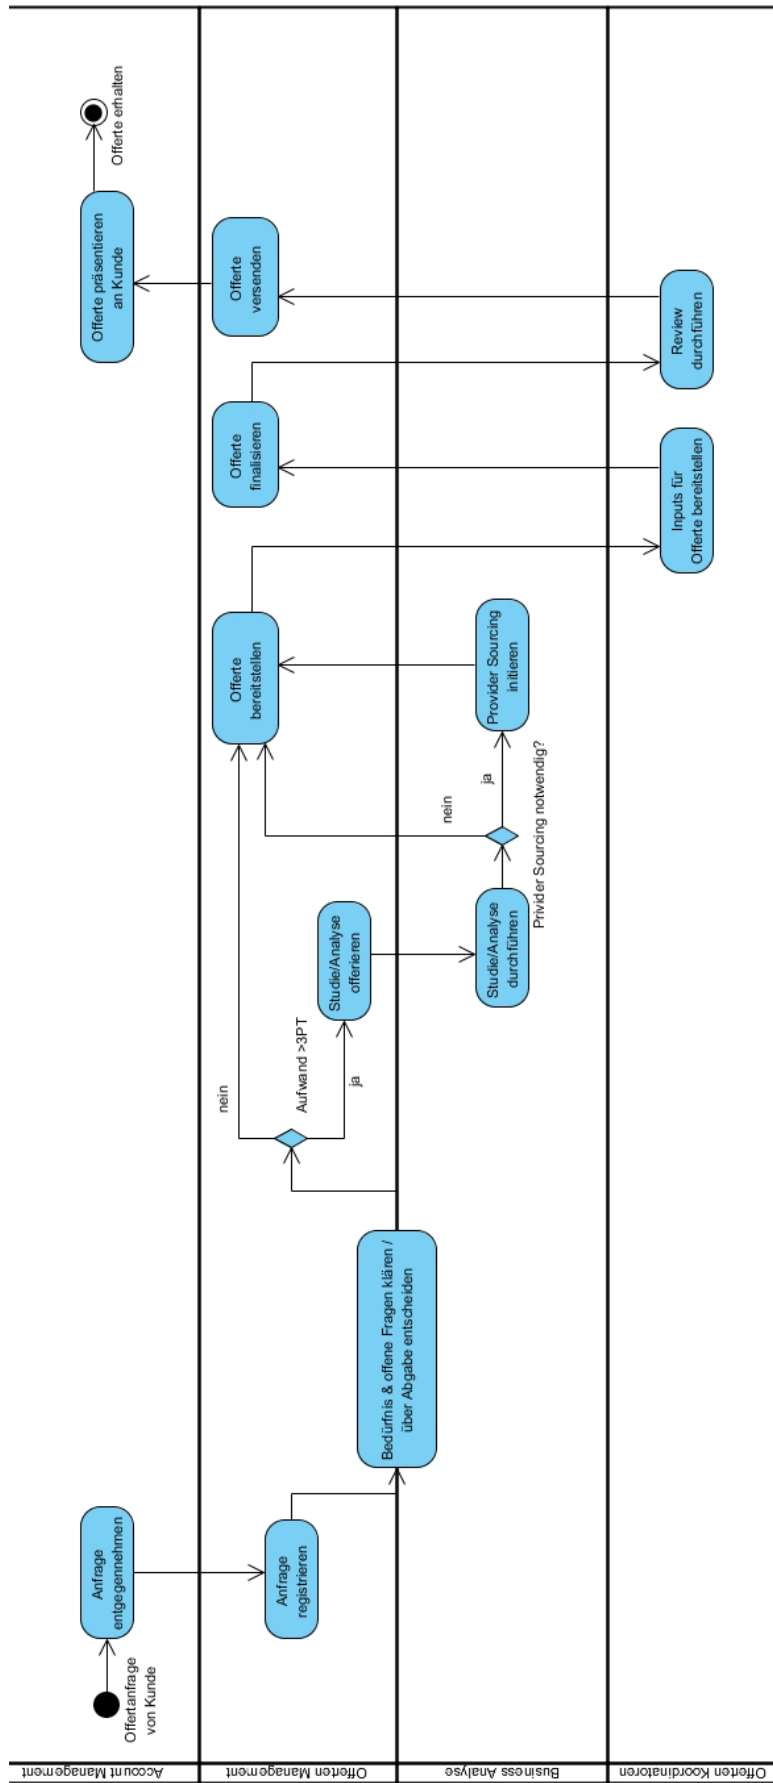 Account Management
Offertanfrage
von Kunde
Anfrage
entgegennehmen
Offerte präsentieren
an Kunde
Offerte erhalten
Offerten Management
Anfrage
registrieren
Bedürfnis & offene Fragen klären /
über Abgabe entscheiden
Aufwand >3PT
nein
ja
Studie/Analyse
offerieren
Offerte
bereitstellen
Offerte
finalisieren
Offerte
versenden
Business Analyse
Studie/Analyse
durchführen
Privider Sourcing notwendig?
nein
ja
Provider Sourcing
initieren
Offerten Koordinatoren
Inputs für
Offerte bereitstellen
Review
durchführen